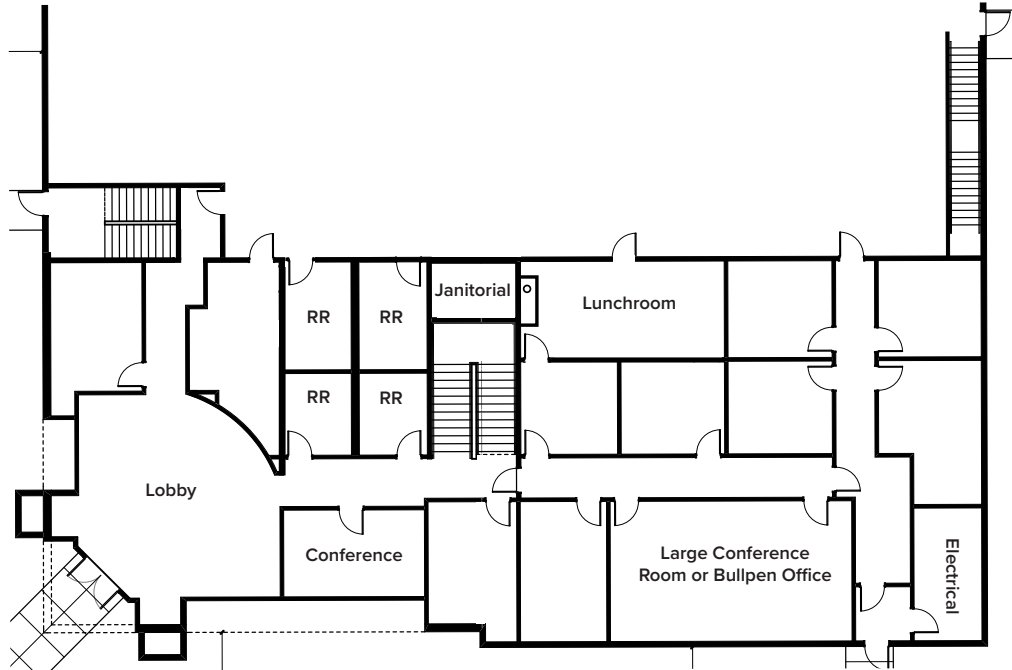 Janitorial
Lunchroom
RR
RR
RR
RR
Lobby
Conference
Large Conference
Room or Bullpen Office
Electrical